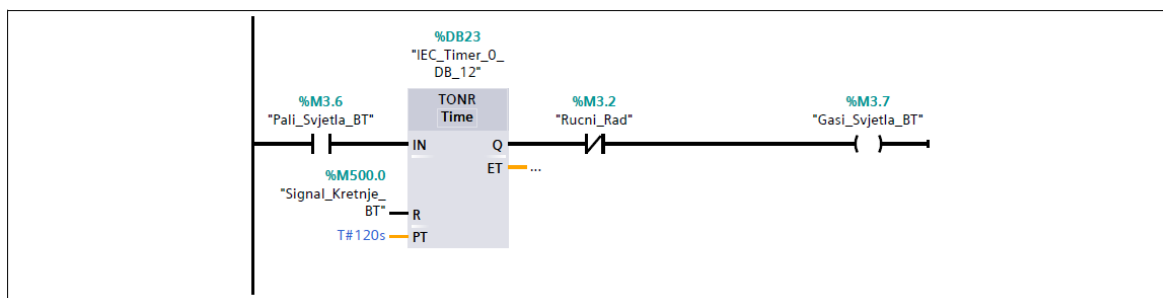 %DB23
"IEC_Timer_0_
DB_12"
%M3.6
"Pali_Svjetla_BT"
TONR
Time
%M3.2
"Rucni_Rad"
%M3.7
"Gasi_Svjetla_BT"
IN
Q
ET
...
%M500.0
"Signal_Kretnje_
BT"
R
T#120s
PT